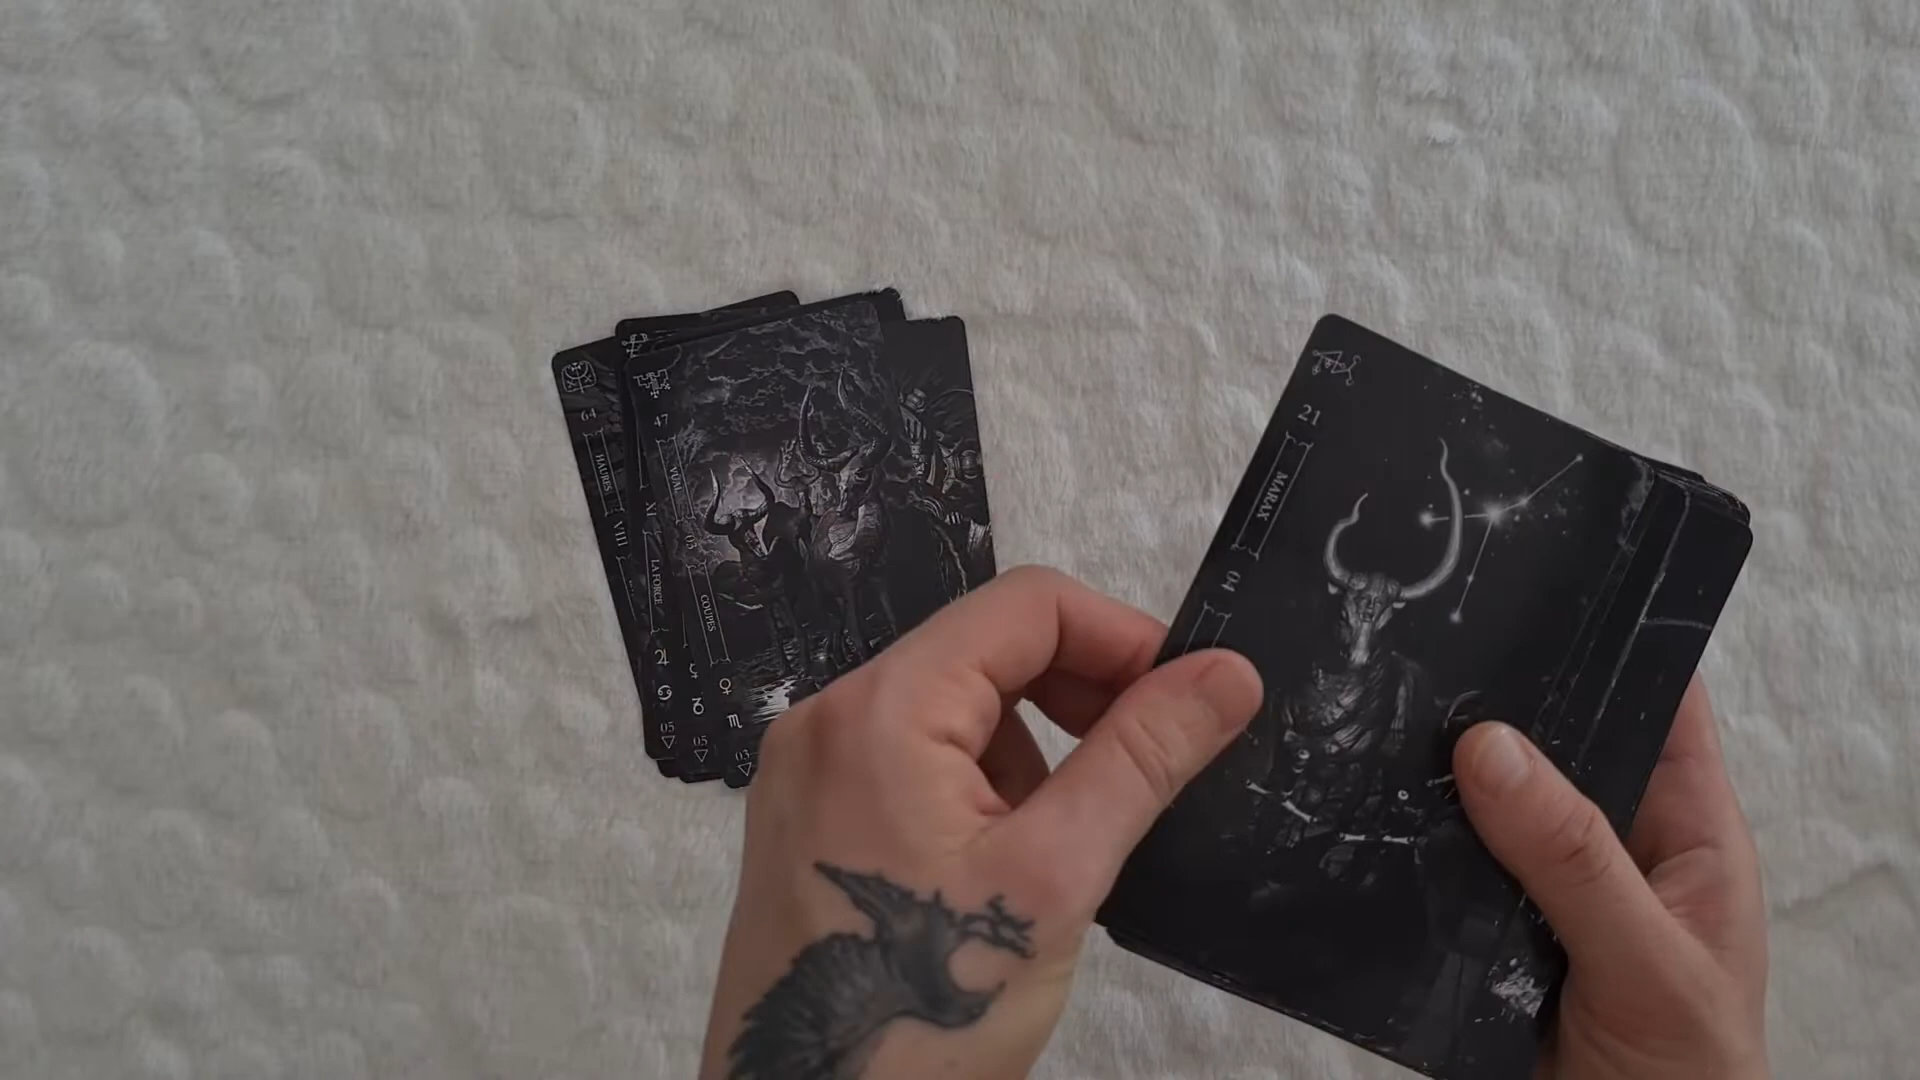 64
HAURES
VIII
XI
LA FORCE
05
05
47
VUAL
03
COUPES
03
21
MARAX
04